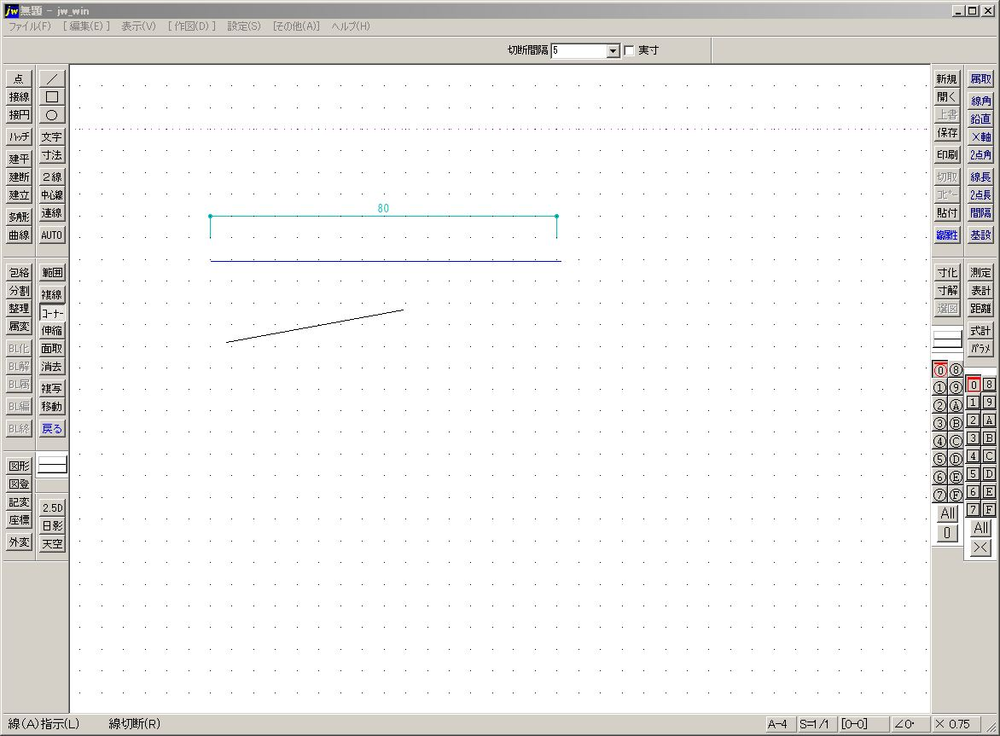 jw 無題 - jw_win
ファイル(F) [ 編集(E) ] 表示(V) [ 作図(D) ] 設定(S) [その他(A)] ヘルプ(H)
切断間隔 5 実寸
点 ／
接線 □
接円 ○
ハッチ 文字
建平 寸法
建断 2線
建立 中心線
多角形 連線
曲線 AUTO
包絡 範囲
分割 複線
整理 コーナー
属変 伸縮
BL化 面取
BL解 消去
BL属 複写
BL編 移動
BL終 戻る
図形
図登
記変 2.5D
座標 日影
外変 天空
80
新規 属取
開く 線角
上書 鉛直
保存 X軸
印刷 2点角
切取 線長
コピー 2点長
貼付 間隔
線属性 基設
寸化 測定
寸解 表計
選図 距離
式計
パラメ
0 8
1 9
2 A
3 B
4 C
5 D
6 E
7 F
All
0
0 8
1 9
2 A
3 B
4 C
5 D
6 E
7 F
All
×
線(A)指示(L) 線切断(R) A-4 S=1/1 [0-0] ∠0 × 0.75